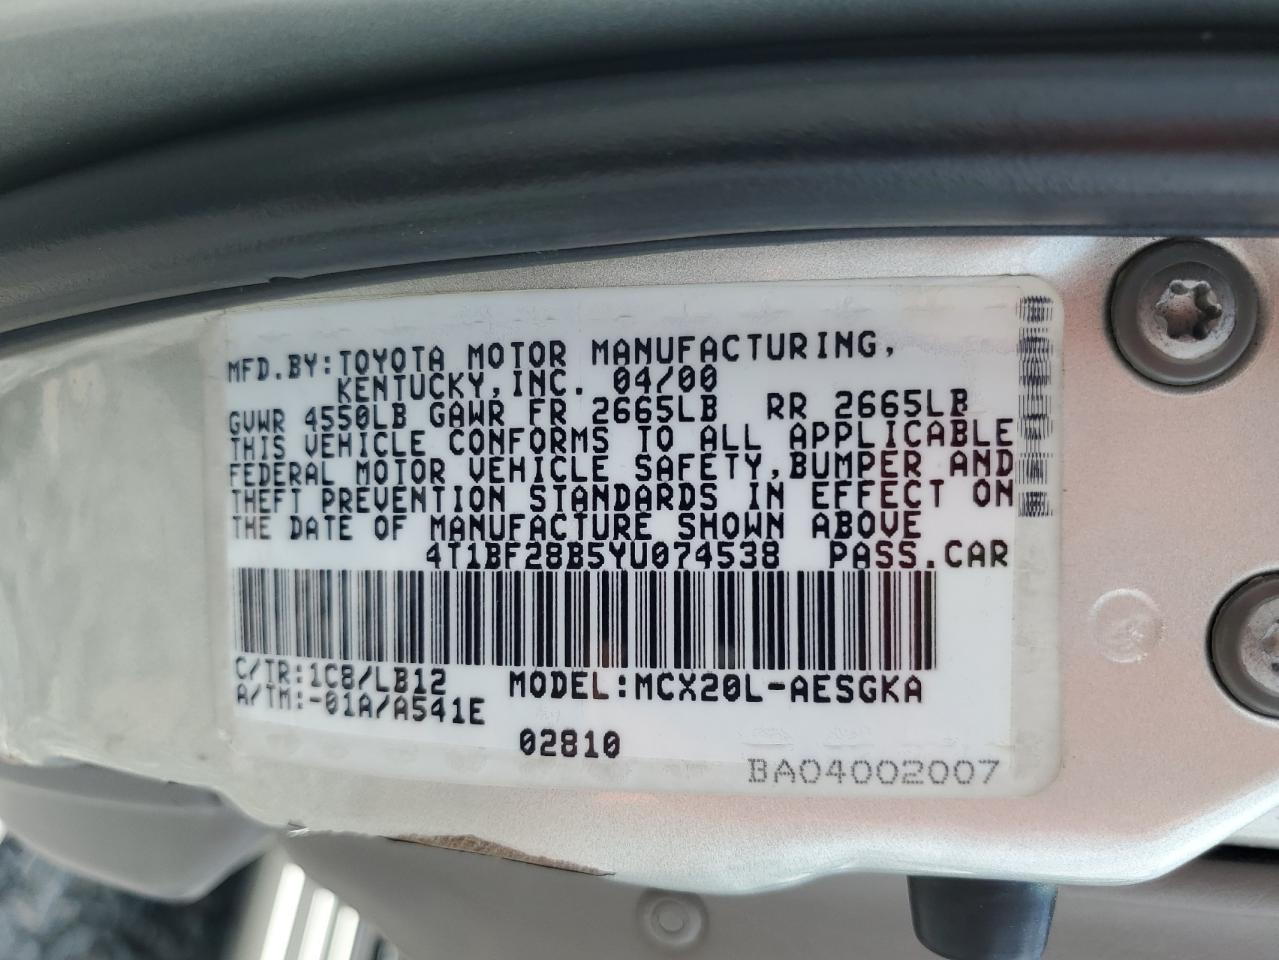 MFD.BY:TOYOTA MOTOR MANUFACTURING,
KENTUCKY,INC. 04/00
GVWR 4550LB GAWR FR 2665LB RR 2665LB
THIS VEHICLE CONFORMS TO ALL APPLICABLE
FEDERAL MOTOR VEHICLE SAFETY,BUMPER AND
THEFT PREVENTION STANDARDS IN EFFECT ON
THE DATE OF MANUFACTURE SHOWN ABOVE
4T1BF28B5YU074538 PASS.CAR
C/TR:1C8/LB12 MODEL:MCX20L-AESGKA
A/TM:-01A/A541E
02810
BA04002007